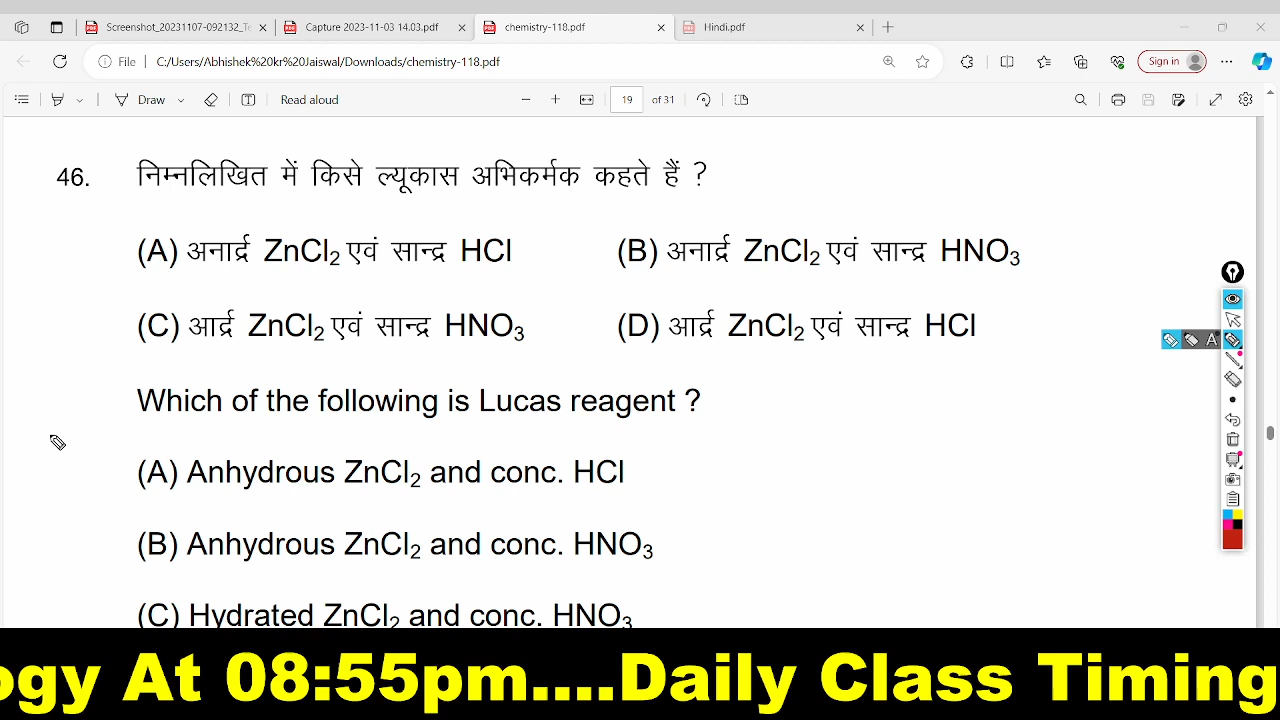 Screenshot_20231107-092132_Te
Capture 2023-11-03 14.03.pdf
chemistry-118.pdf
Hindi.pdf
File
C:/Users/Abhishek%20kr%20Jaiswal/Downloads/chemistry-118.pdf
Sign in
Draw
Read aloud
19 of 31
46. निम्नलिखित में किसे ल्यूकास अभिकर्मक कहते हैं ?
(A) अनार्द्र ZnCl₂ एवं सान्द्र HCl (B) अनार्द्र ZnCl₂ एवं सान्द्र HNO₃
(C) आर्द्र ZnCl₂ एवं सान्द्र HNO₃ (D) आर्द्र ZnCl₂ एवं सान्द्र HCl
Which of the following is Lucas reagent ?
(A) Anhydrous ZnCl₂ and conc. HCl
(B) Anhydrous ZnCl₂ and conc. HNO₃
(C) Hydrated ZnCl₂ and conc. HNO₃
ogy At 08:55pm....Daily Class Timing